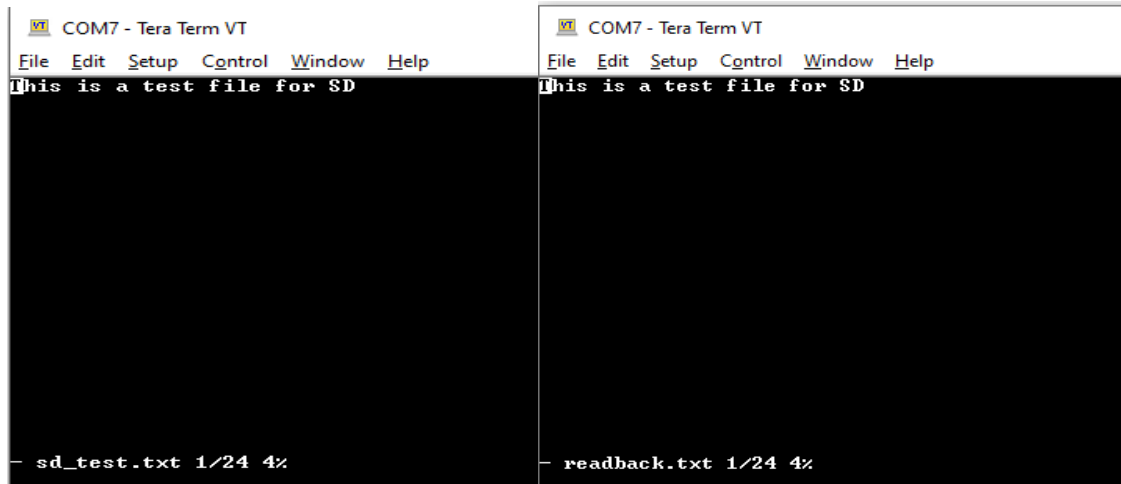 COM7 - Tera Term VT
File Edit Setup Control Window Help
This is a test file for SD
- sd_test.txt 1/24 4%
COM7 - Tera Term VT
File Edit Setup Control Window Help
This is a test file for SD
- readback.txt 1/24 4%